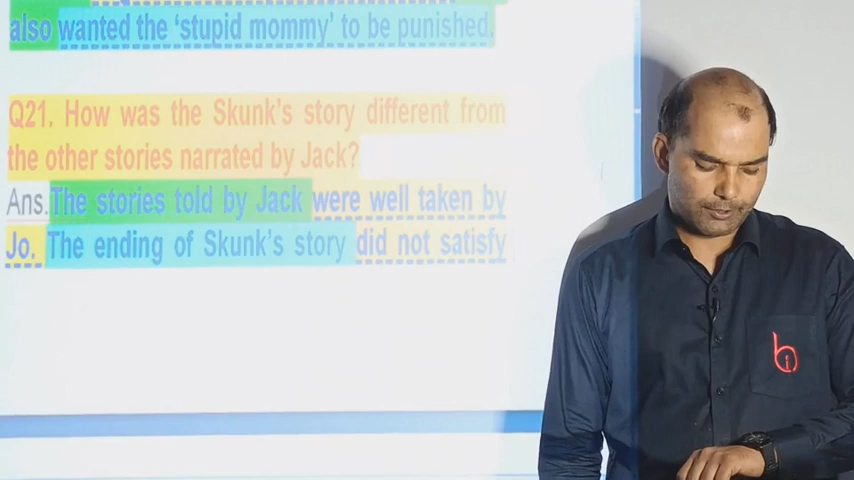 also wanted the 'stupid mommy' to be punished.
Q21. How was the Skunk's story different from
the other stories narrated by Jack?
Ans. The stories told by Jack were well taken by
Jo. The ending of Skunk's story did not satisfy
bi